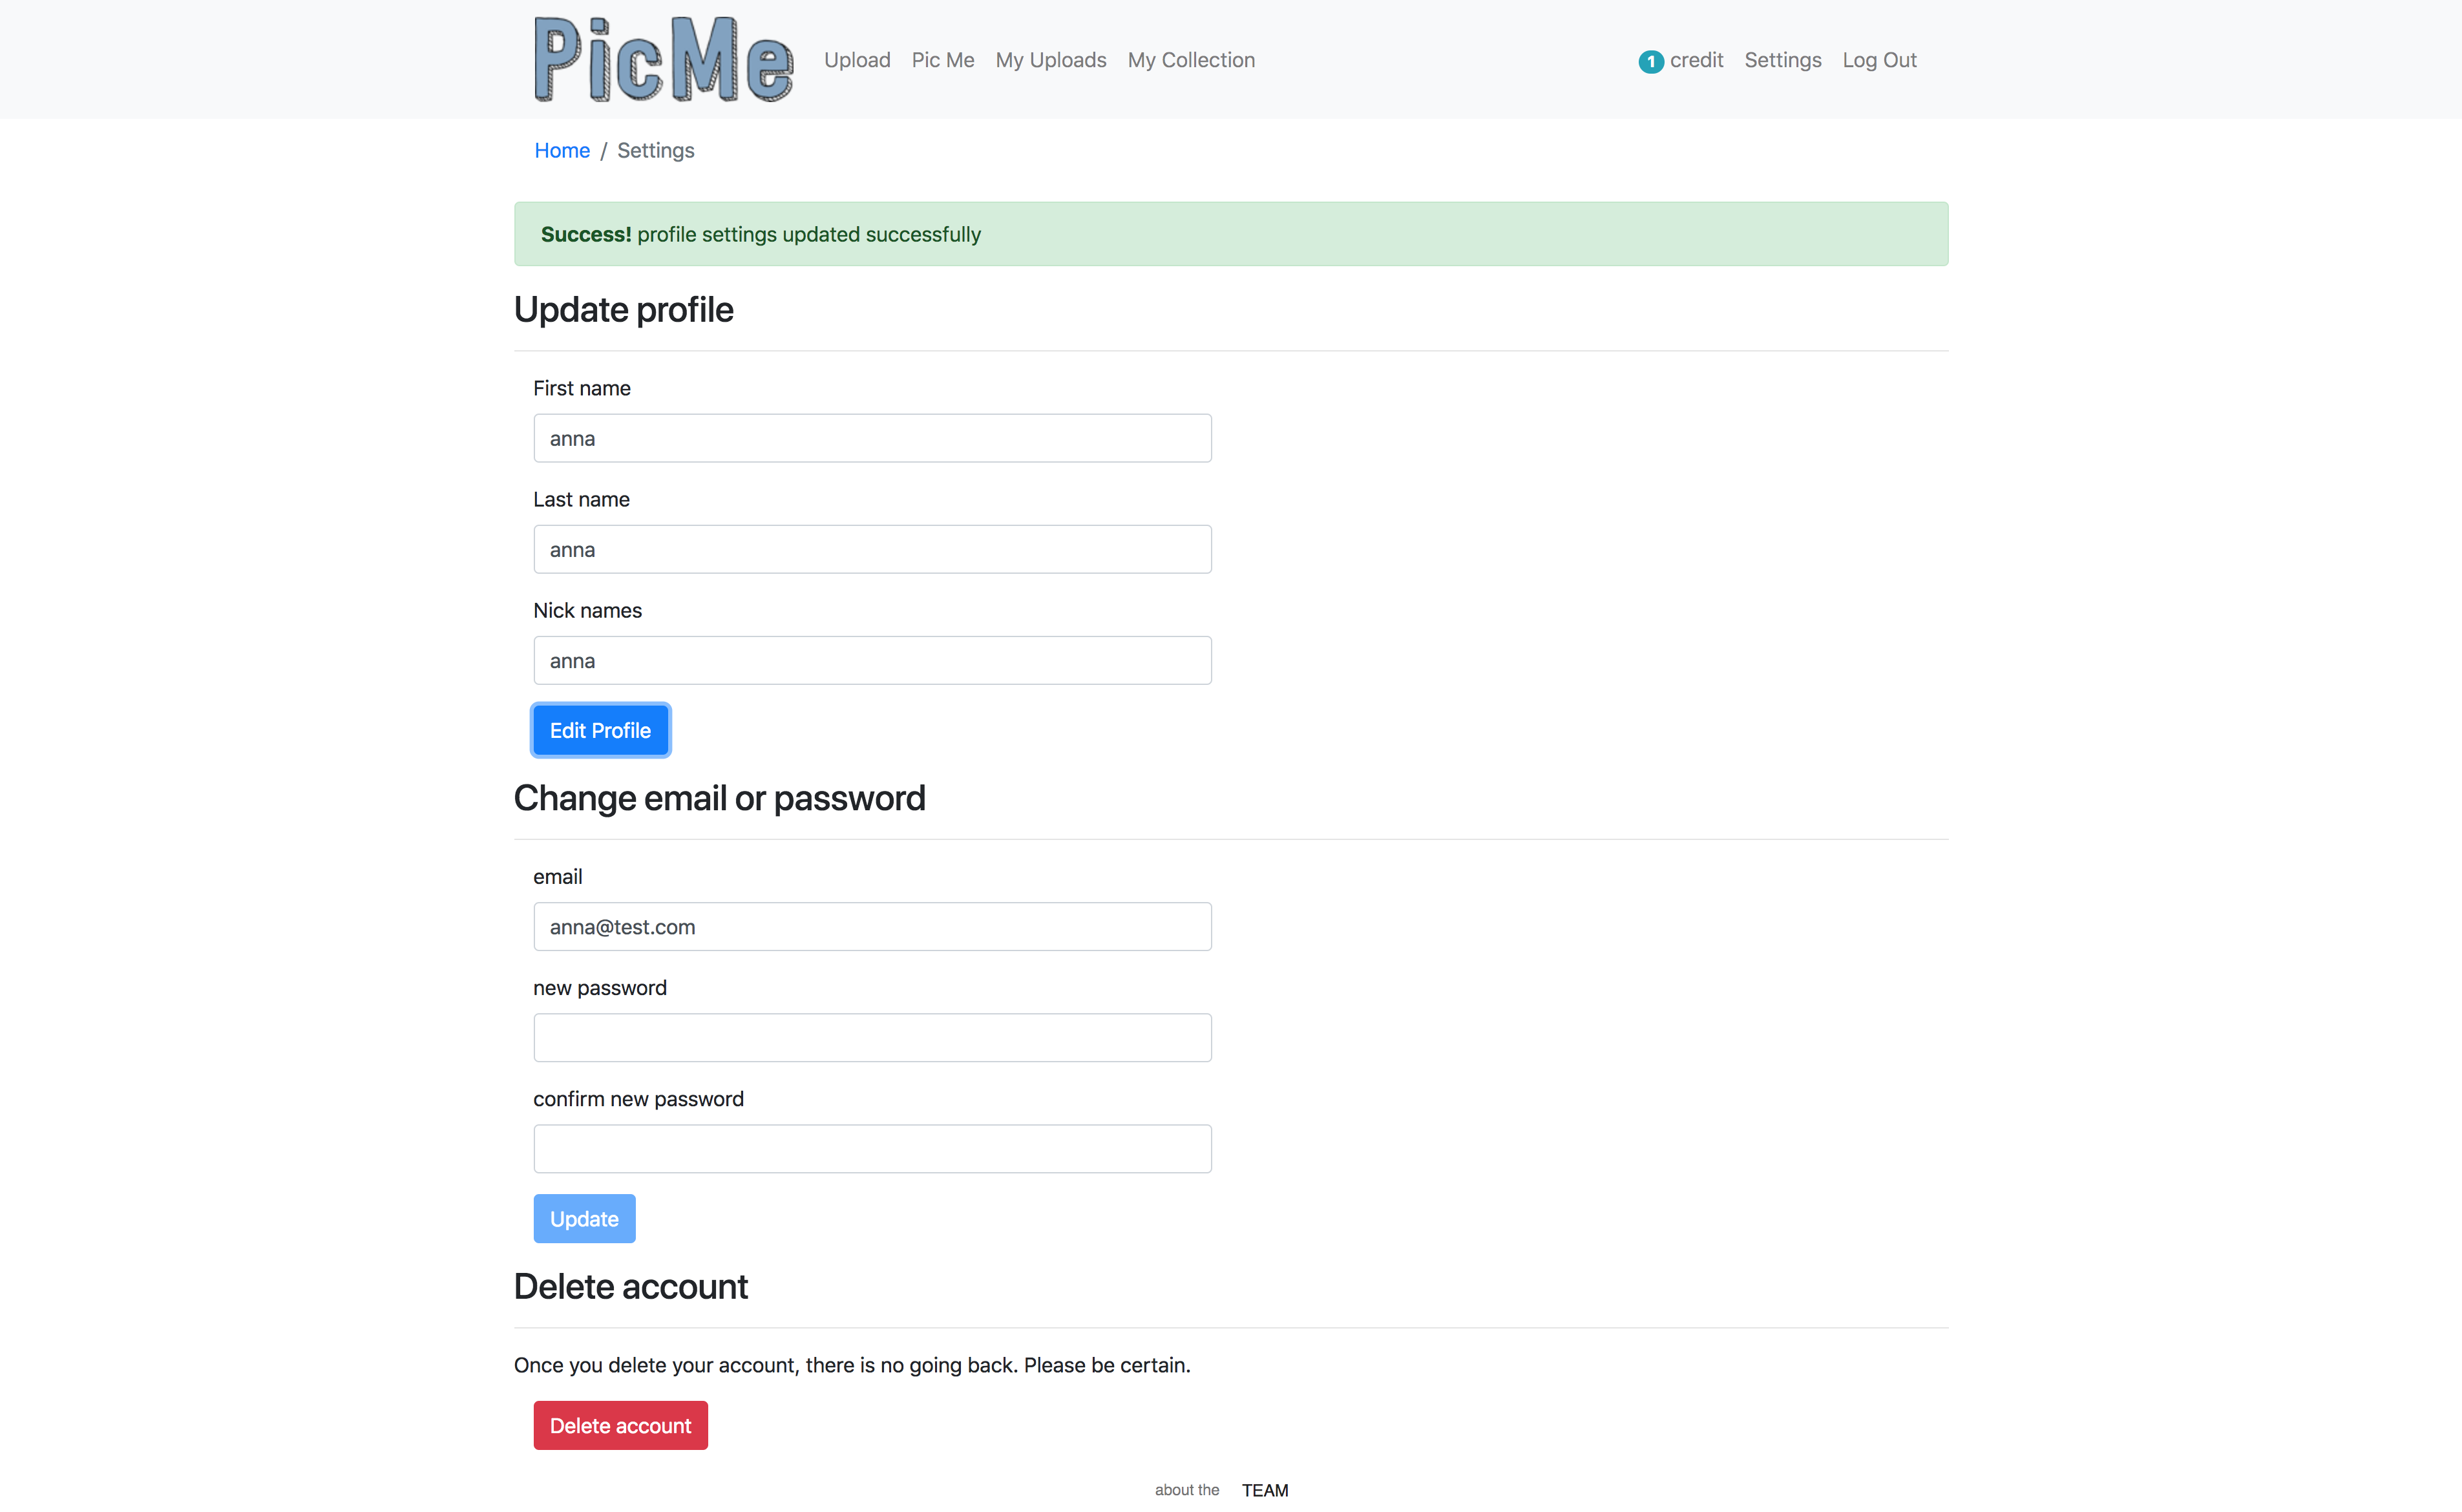 PicMe Upload Pic Me My Uploads My Collection 1 credit Settings Log Out
Home / Settings
Success! profile settings updated successfully
Update profile
First name
anna
Last name
anna
Nick names
anna
Edit Profile
Change email or password
email
anna@test.com
new password
confirm new password
Update
Delete account
Once you delete your account, there is no going back. Please be certain.
Delete account
about the TEAM